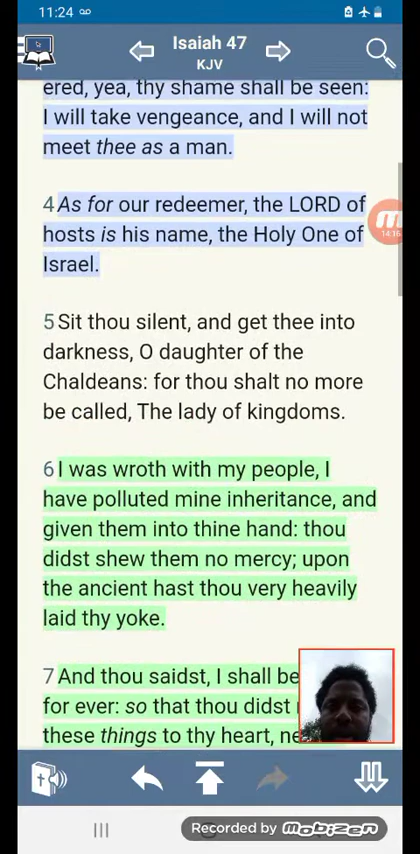 11:24
Isaiah 47
KJV
ered, yea, thy shame shall be seen:
I will take vengeance, and I will not
meet thee as a man.
4 As for our redeemer, the LORD of
hosts is his name, the Holy One of
Israel.
14:16
5 Sit thou silent, and get thee into
darkness, O daughter of the
Chaldeans: for thou shalt no more
be called, The lady of kingdoms.
6 I was wroth with my people, I
have polluted mine inheritance, and
given them into thine hand: thou
didst shew them no mercy; upon
the ancient hast thou very heavily
laid thy yoke.
7 And thou saidst, I shall be
for ever: so that thou didst
these things to thy heart,
Recorded by mobizen